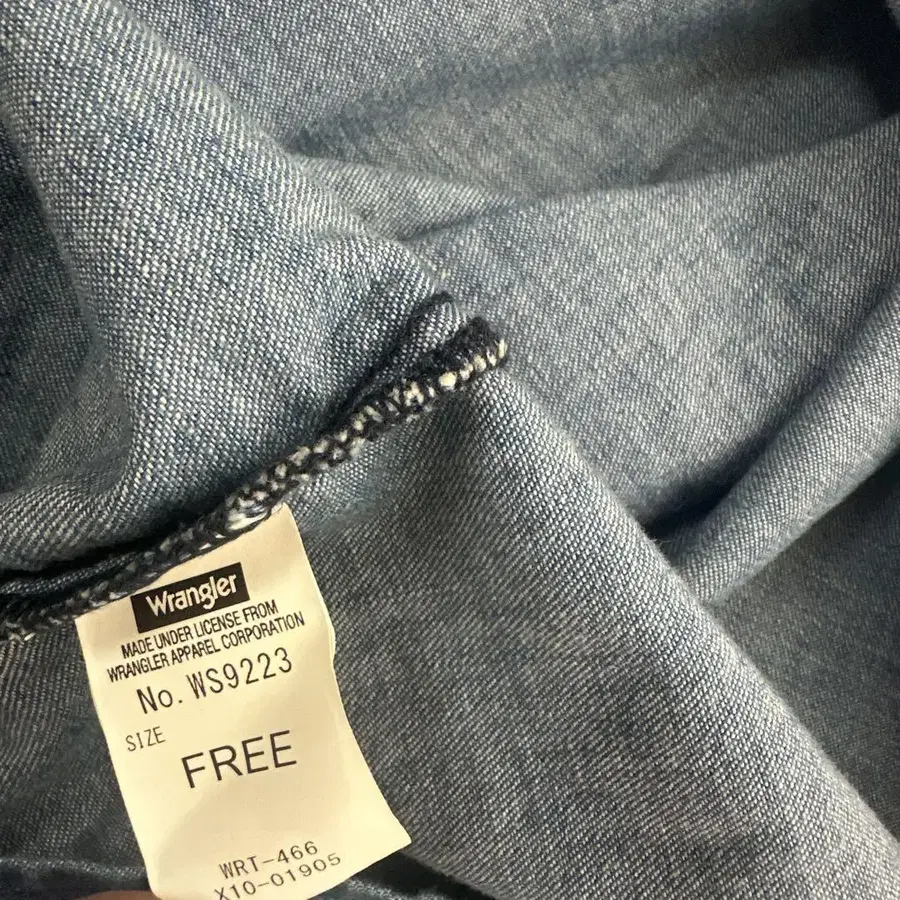 Wrangler
MADE UNDER LICENSE FROM
WRANGLER APPAREL CORPORATION
No. WS9223
SIZE
FREE
WRT-466
X10-01905